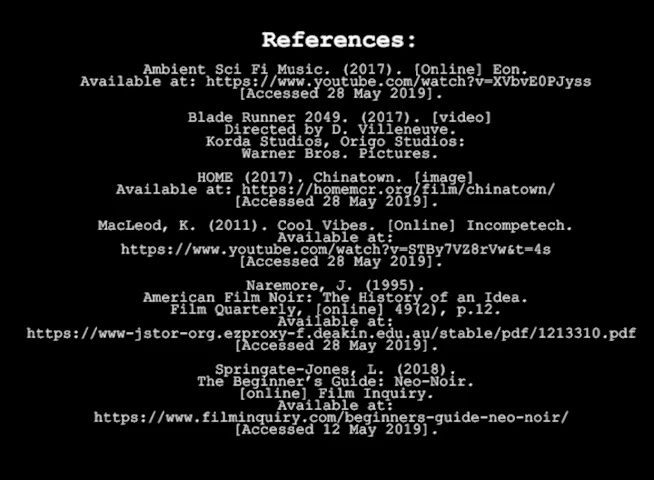 References:
Ambient Sci Fi Music. (2017). [Online] Eon.
Available at: https://www.youtube.com/watch?v=XVbvE0PJyss
[Accessed 28 May 2019].
Blade Runner 2049. (2017). [video]
Directed by D. Villeneuve.
Korda Studios, Origo Studios:
Warner Bros. Pictures.
HOME (2017). Chinatown. [image]
Available at: https://homemcr.org/film/chinatown/
[Accessed 28 May 2019].
MacLeod, K. (2011). Cool Vibes. [Online] Incompetech.
Available at:
https://www.youtube.com/watch?v=STBy7VZ8rVw&t=4s
[Accessed 28 May 2019].
Naremore, J. (1995).
American Film Noir: The History of an Idea.
Film Quarterly, [online] 49(2), p.12.
Available at:
https://www-jstor-org.ezproxy-f.deakin.edu.au/stable/pdf/1213310.pdf
[Accessed 28 May 2019].
Springate-Jones, L. (2018).
The Beginner's Guide: Neo-Noir.
[online] Film Inquiry.
Available at:
https://www.filminquiry.com/beginners-guide-neo-noir/
[Accessed 12 May 2019].